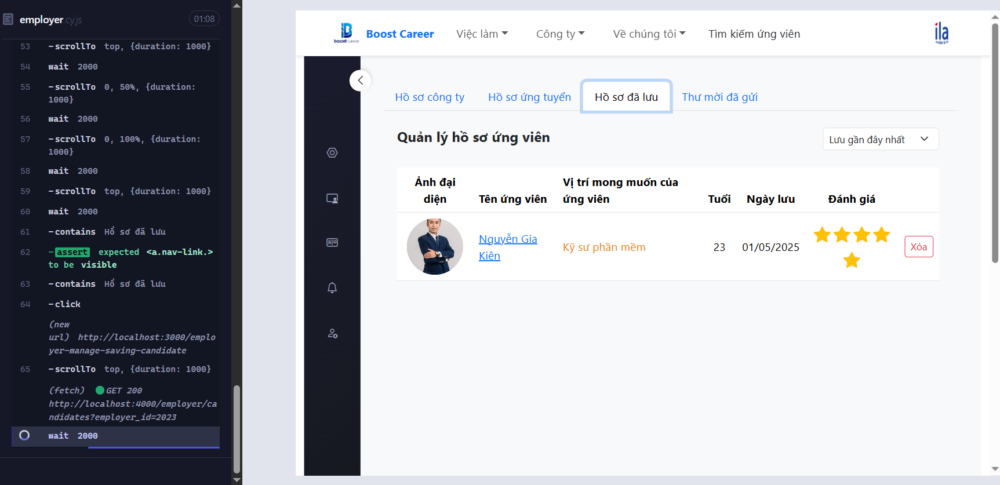 employer.cy.js
01:08
53 -scrollTo top, {duration: 1000}
54 wait 2000
55 -scrollTo 0, 50%, {duration:
1000}
56 wait 2000
57 -scrollTo 0, 100%, {duration:
1000}
58 wait 2000
59 -scrollTo top, {duration: 1000}
60 wait 2000
61 -contains Hồ sơ đã lưu
62 -assert expected <a.nav-link.>
to be visible
63 -contains Hồ sơ đã lưu
64 -click
(new
url) http://localhost:3000/emplo
yer-manage-saving-candidate
65 -scrollTo top, {duration: 1000}
(fetch) GET 200
http://localhost:4000/employer/ca
ndidates?employer_id=2023
wait 2000
booost career
Boost Career
Việc làm
Công ty
Về chúng tôi
Tìm kiếm ứng viên
ila
Hồ sơ công ty
Hồ sơ ứng tuyển
Hồ sơ đã lưu
Thư mời đã gửi
Quản lý hồ sơ ứng viên
Lưu gần đây nhất
Ảnh đại
diện
Tên ứng viên
Vị trí mong muốn của
ứng viên
Tuổi
Ngày lưu
Đánh giá
Nguyễn Gia
Kiên
Kỹ sư phần mềm
23
01/05/2025
Xóa